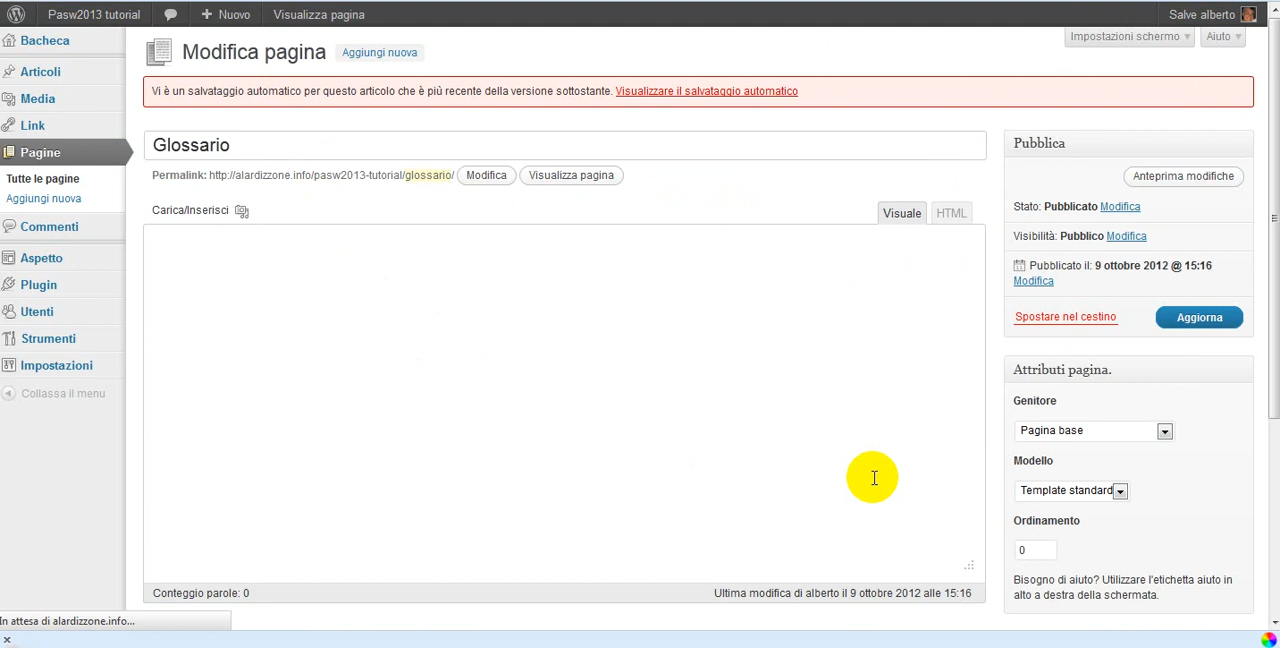 Pasw2013 tutorial Nuovo Visualizza pagina Salve alberto
Impostazioni schermo Aiuto
Bacheca
Articoli
Media
Link
Pagine
Tutte le pagine
Aggiungi nuova
Commenti
Aspetto
Plugin
Utenti
Strumenti
Impostazioni
Collassa il menu
Modifica pagina Aggiungi nuova
Vi è un salvataggio automatico per questo articolo che è più recente della versione sottostante. Visualizzare il salvataggio automatico
Glossario
Permalink: http://alardizzone.info/pasw2013-tutorial/glossario/ Modifica Visualizza pagina
Carica/Inserisci Visuale HTML
Conteggio parole: 0 Ultima modifica di alberto il 9 ottobre 2012 alle 15:16
Pubblica
Anteprima modifiche
Stato: Pubblicato Modifica
Visibilità: Pubblico Modifica
Pubblicato il: 9 ottobre 2012 @ 15:16
Modifica
Spostare nel cestino Aggiorna
Attributi pagina.
Genitore
Pagina base
Modello
Template standard
Ordinamento
0
Bisogno di aiuto? Utilizzare l'etichetta aiuto in
alto a destra della schermata.
In attesa di alardizzone.info...